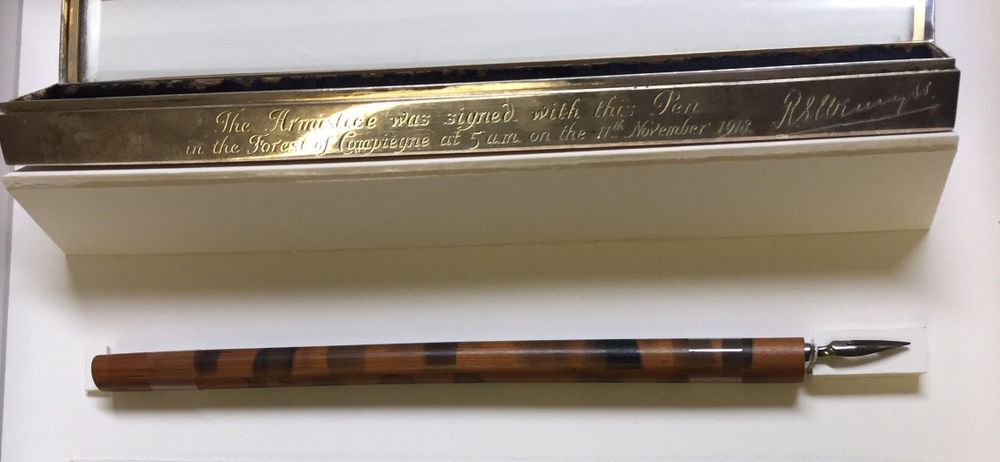 The Armistice was signed with this Pen
in the Forest of Compiegne at 5 a.m. on the 11th November 1918.